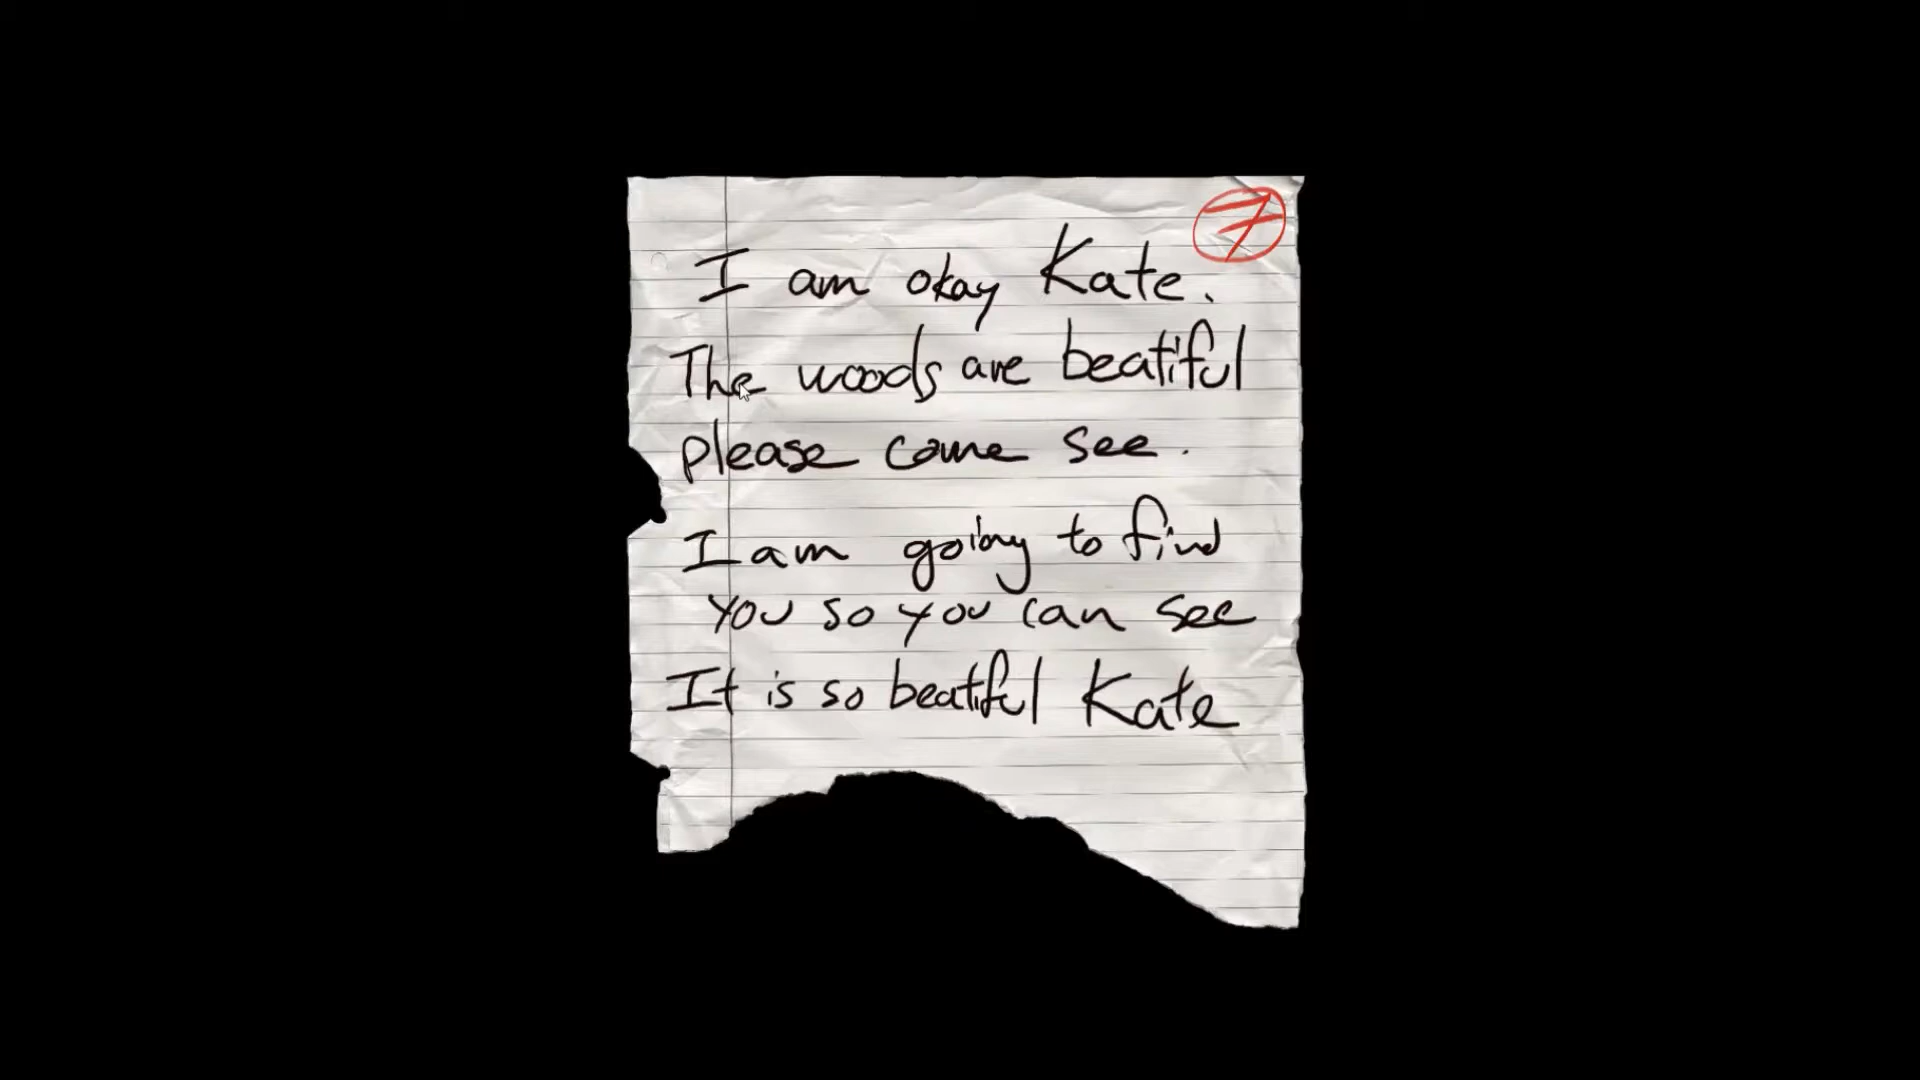 7
I am okay Kate.
The woods are beatiful
please come see.
I am going to find
you so you can see
It is so beatiful Kate